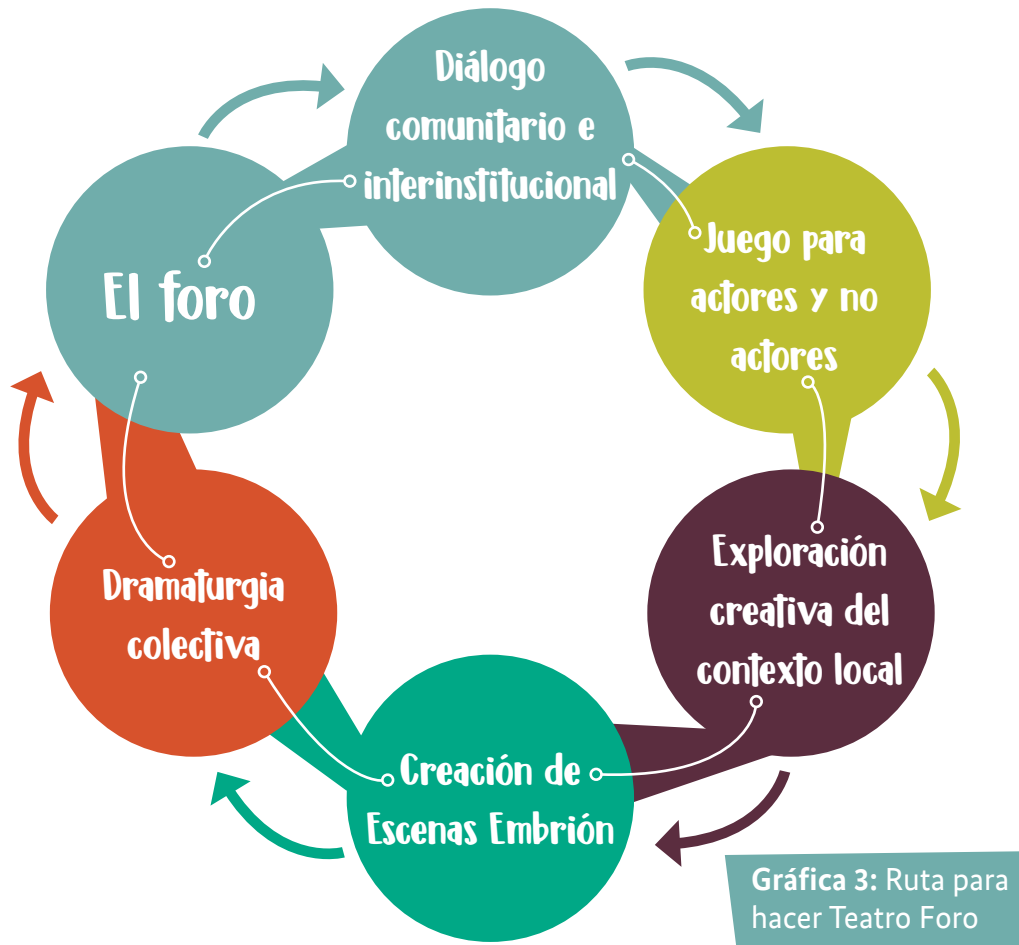 Diálogo
comunitario e
interinstitucional
Juego para
actores y no
actores
Exploración
creativa del
contexto local
Creación de
Escenas Embrión
Dramaturgia
colectiva
El foro
Gráfica 3: Ruta para
hacer Teatro Foro